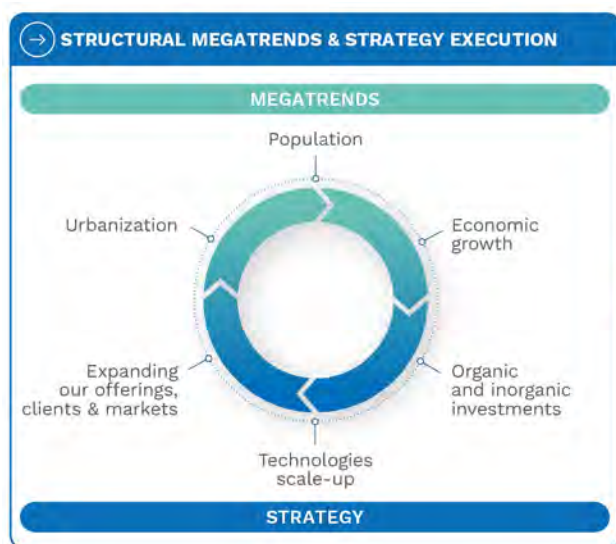 STRUCTURAL MEGATRENDS & STRATEGY EXECUTION
MEGATRENDS
Population
Urbanization
Economic
growth
Expanding
our offerings,
clients & markets
Organic
and inorganic
investments
Technologies
scale-up
STRATEGY